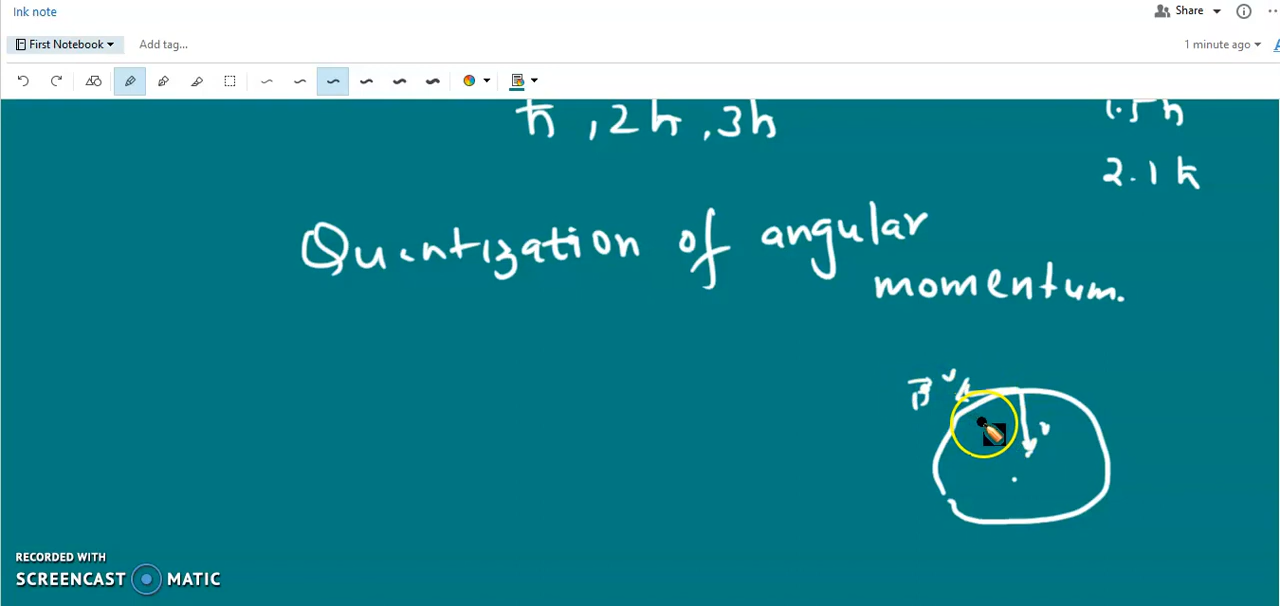 Ink note
Share
First Notebook
Add tag...
1 minute ago
ħ , 2ħ , 3ħ
1.5ħ
2.1ħ
Quantization of angular
momentum.
RECORDED WITH
SCREENCAST MATIC